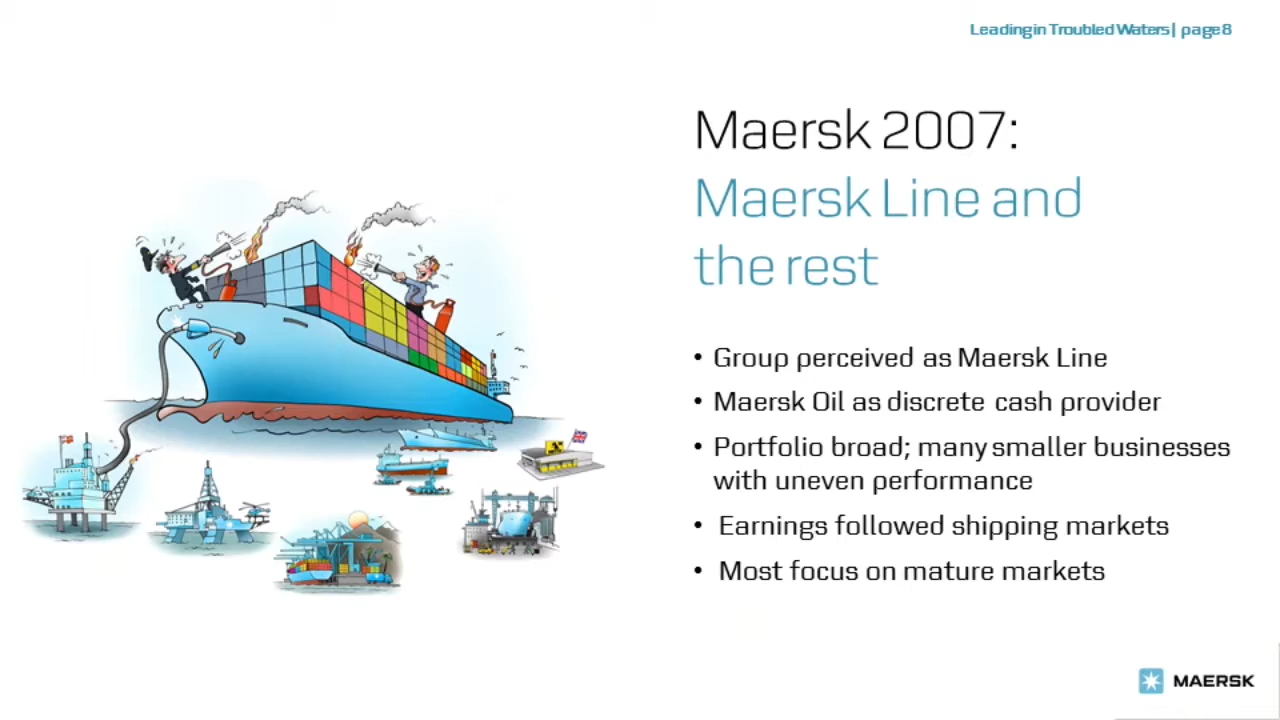 Leading in Troubled Waters | page 8
Maersk 2007:
Maersk Line and
the rest
• Group perceived as Maersk Line
• Maersk Oil as discrete cash provider
• Portfolio broad; many smaller businesses
with uneven performance
• Earnings followed shipping markets
• Most focus on mature markets
MAERSK